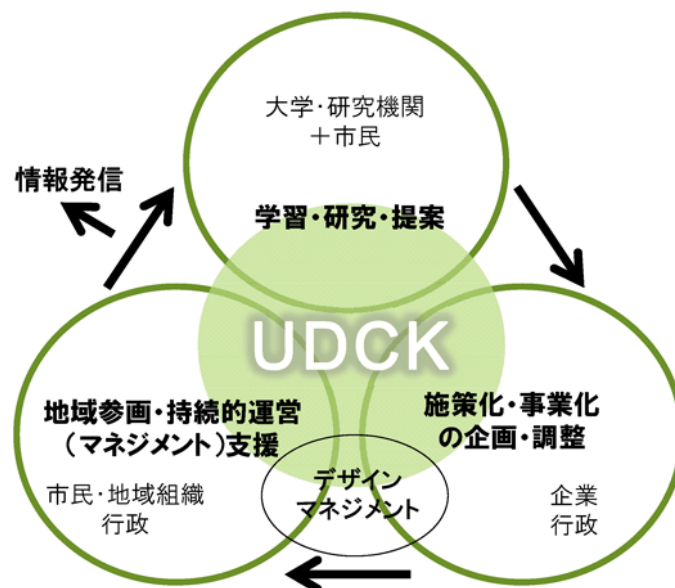 大学・研究機関
＋市民
情報発信
学習・研究・提案
UDCK
地域参画・持続的運営
（マネジメント）支援
施策化・事業化
の企画・調整
デザイン
マネジメント
市民・地域組織
行政
企業
行政